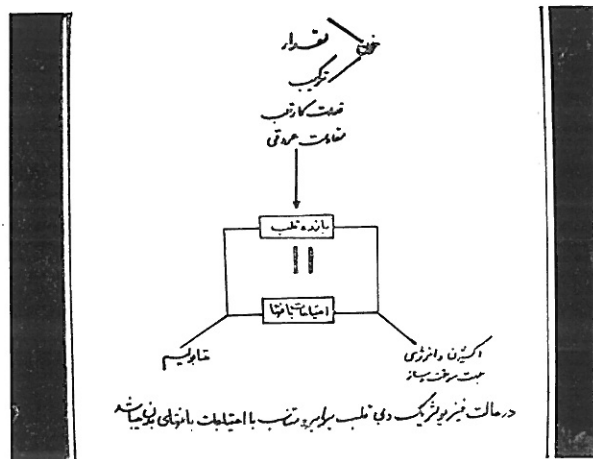 مقدار
خون
ترکیب
قدرت کار قلب
مقاومت عروقی
بازده قلب
احتیاجات بافتها
متابولیسم
اکسیژن و انرژی
جهت سوخت و ساز
در حالت فیزیولوژیک دبی قلب برابر و متناسب با احتیاجات بافتهای بدن میباشد